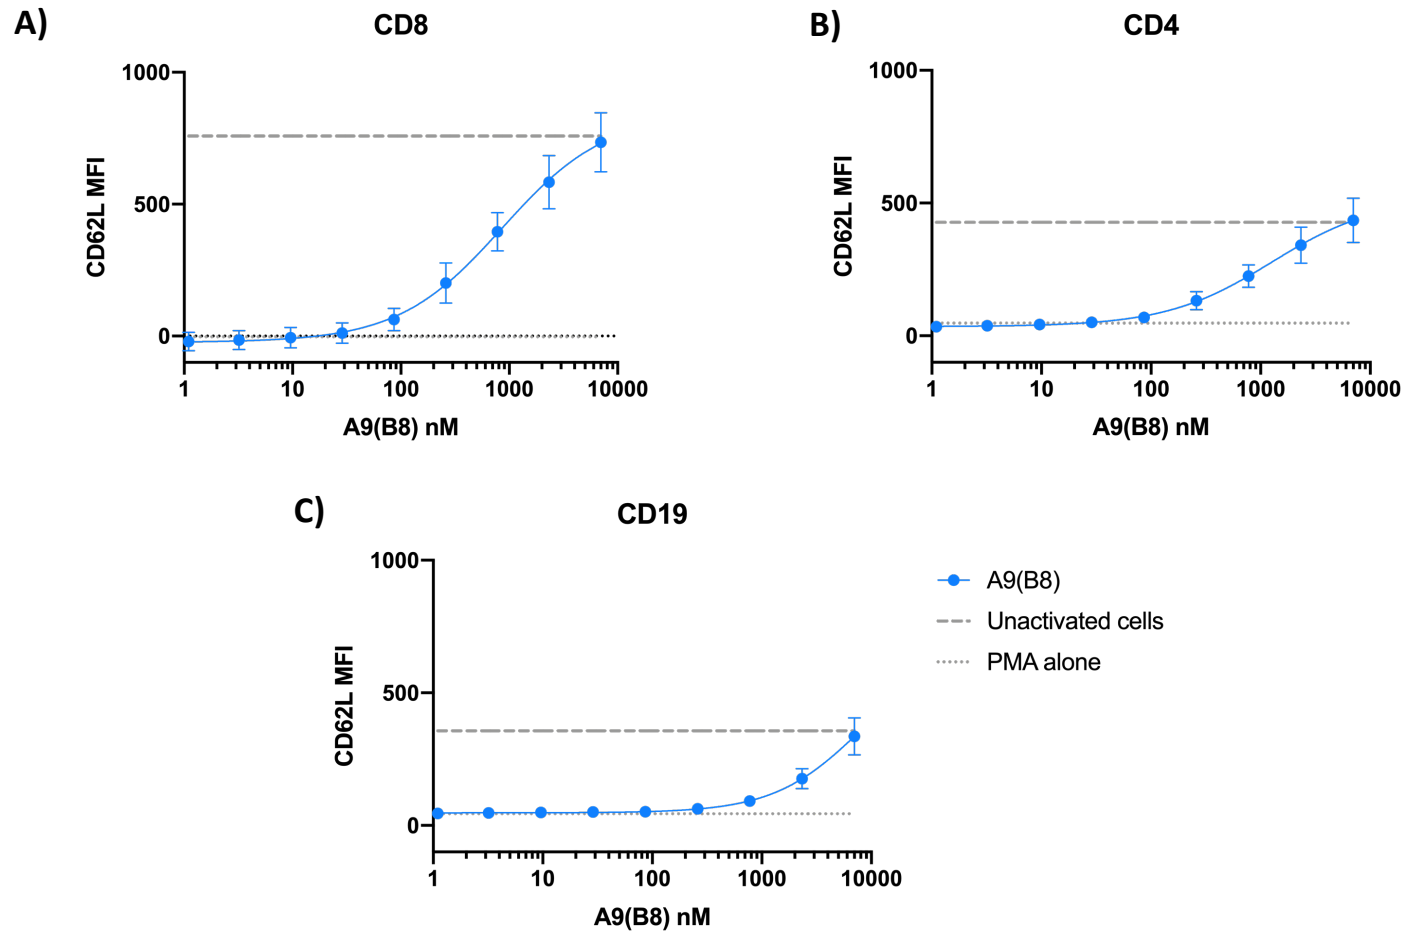 A)
CD8
1000
500
0
CD62L MFI
1 10 100 1000 10000
A9(B8) nM
B)
CD4
1000
500
0
CD62L MFI
1 10 100 1000 10000
A9(B8) nM
C)
CD19
1000
500
0
CD62L MFI
1 10 100 1000 10000
A9(B8) nM
A9(B8)
Unactivated cells
PMA alone